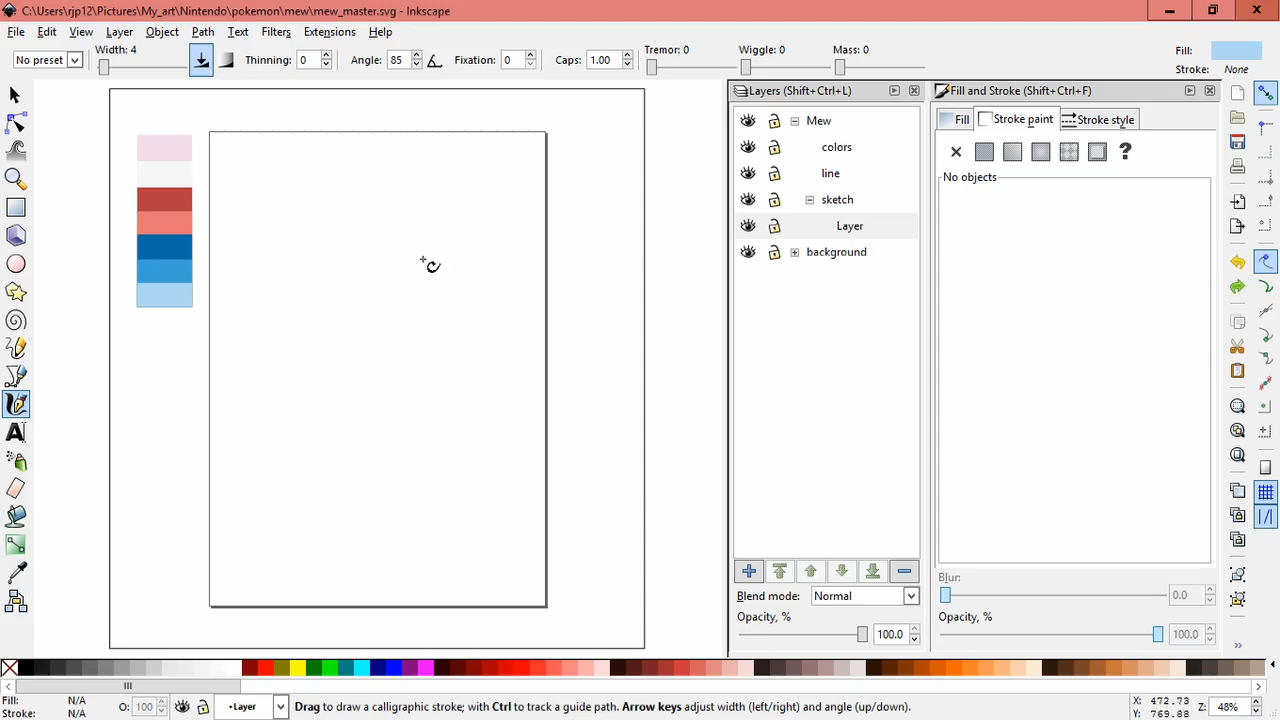 C:\Users\rjp12\Pictures\My_art\Nintendo\pokemon\mew\mew_master.svg - Inkscape
File Edit View Layer Object Path Filters Text Extensions Help
No preset Width: 4 Thinning: 0 Angle: 85 Fixation: 0 Caps: 1.00 Tremor: 0 Wiggle: 0 Mass: 0 Fill:
Stroke: None
Layers (Shift+Ctrl+L) Fill and Stroke (Shift+Ctrl+F)
Mew
colors
line
sketch
Layer
background
Fill Stroke paint Stroke style
No objects
Blend mode: Normal
Opacity, %
100.0
Blur:
0.0
Opacity, %
100.0
Fill: N/A
Stroke: N/A
O: 100
•Layer
Drag to draw a calligraphic stroke; with Ctrl to track a guide path. Arrow keys adjust width (left/right) and angle (up/down).
X: 472.73
Y: 769.88
Z: 48%